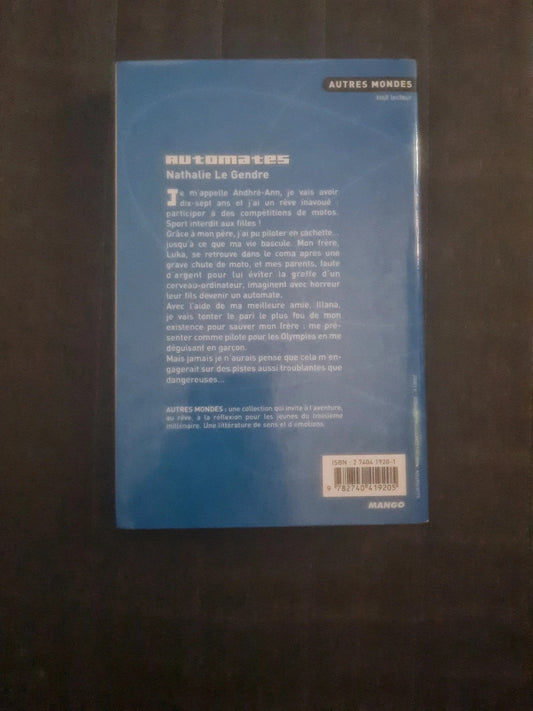 AUTRES MONDES
tout lecteur
automates
Nathalie Le Gendre
Je m'appelle Andhré-Ann, je vais avoir
dix-sept ans et j'ai un rêve inavoué :
participer à des compétitions de motos.
Sport interdit aux filles !
Grâce à mon père, j'ai pu piloter en cachette...
jusqu'à ce que ma vie bascule. Mon frère,
Luka, se retrouve dans le coma après une
grave chute de moto, et mes parents, faute
d'argent pour lui éviter la greffe d'un
cerveau-ordinateur, imaginent avec horreur
leur fils devenir un automate.
Avec l'aide de ma meilleure amie, Illana,
je vais tenter le pari le plus fou de mon
existence pour sauver mon frère : me pré-
senter comme pilote pour les Olympies en me
déguisant en garçon.
Mais jamais je n'aurais pensé que cela m'en-
gagerait sur des pistes aussi troublantes que
dangereuses...
AUTRES MONDES : une collection qui invite à l'aventure,
au rêve, à la réflexion pour les jeunes du troisième
millénaire. Une littérature de sens et d'émotions.
ISBN : 2 7404 1920-1
9 782740 419205
MANGO